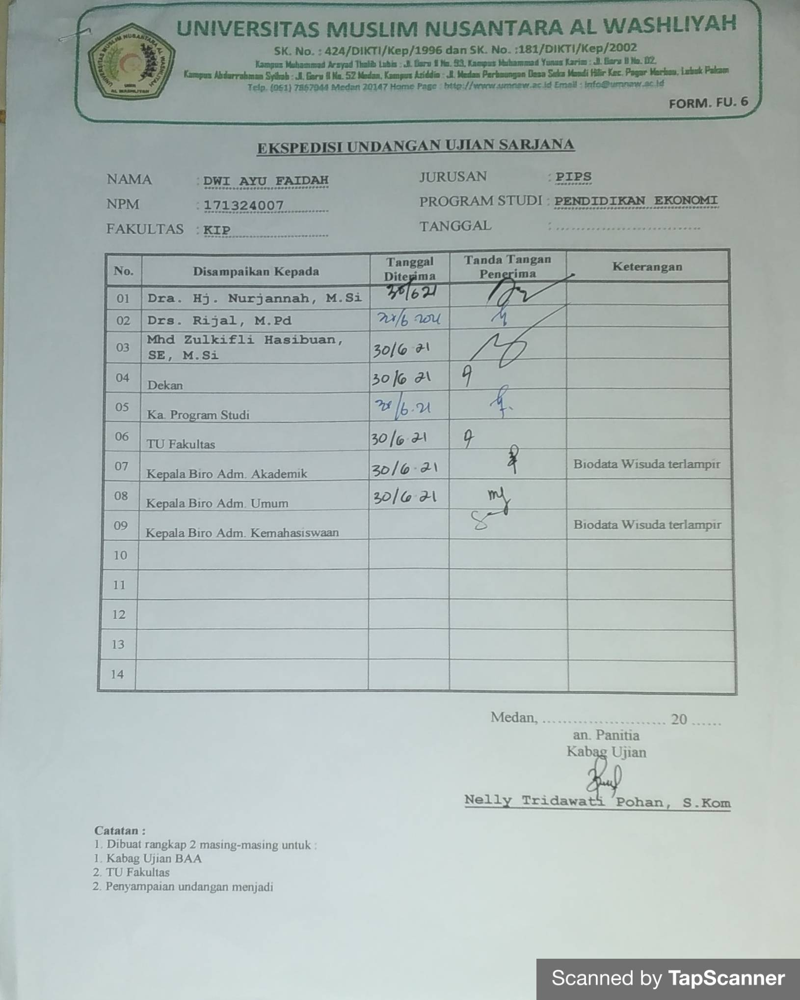 UNIVERSITAS MUSLIM NUSANTARA AL WASHLIYAH
SK. No. : 424/DIKTI/Kep/1996 dan SK. No. :181/DIKTI/Kep/2002
Kampus Muhammad Arsyad Thalib Lubis : Jl. Garu II No. 93, Kampus Muhammad Yunus Karim : Jl. Garu II No. 02,
Kampus Abdurrahman Syihab : Jl. Garu II No. 52 Medan, Kampus Aziddin : Jl. Medan Perbaungan Desa Suka Mandi Hilir Kec. Pagar Merbau, Lubuk Pakam
Telp. (061) 7867044 Medan 20147 Home Page : http://www.umnaw.ac.id Email : info@umnaw.ac.id
FORM. FU. 6
UNIVERSITAS MUSLIM NUSANTARA AL WASHLIYAH
UMN
AL WASHLIYAH
EKSPEDISI UNDANGAN UJIAN SARJANA
NAMA : DWI AYU FAIDAH JURUSAN : PIPS
NPM : 171324007 PROGRAM STUDI : PENDIDIKAN EKONOMI
FAKULTAS : KIP TANGGAL : ..............................
No. Disampaikan Kepada Tanggal Diterima Tanda Tangan Penerima Keterangan
01 Dra. Hj. Nurjannah, M.Si 30/6 21
02 Drs. Rijal, M.Pd /6.2021
03 Mhd Zulkifli Hasibuan, SE, M.Si 30/6 21
04 Dekan 30/6 21
05 Ka. Program Studi /6.21
06 TU Fakultas 30/6 21
07 Kepala Biro Adm. Akademik 30/6.21 Biodata Wisuda terlampir
08 Kepala Biro Adm. Umum 30/6.21
09 Kepala Biro Adm. Kemahasiswaan Biodata Wisuda terlampir
10
11
12
13
14
Medan, ......................... 20 ......
an. Panitia
Kabag Ujian
Nelly Tridawati Pohan, S.Kom
Catatan :
1. Dibuat rangkap 2 masing-masing untuk :
1. Kabag Ujian BAA
2. TU Fakultas
2. Penyampaian undangan menjadi
Scanned by TapScanner